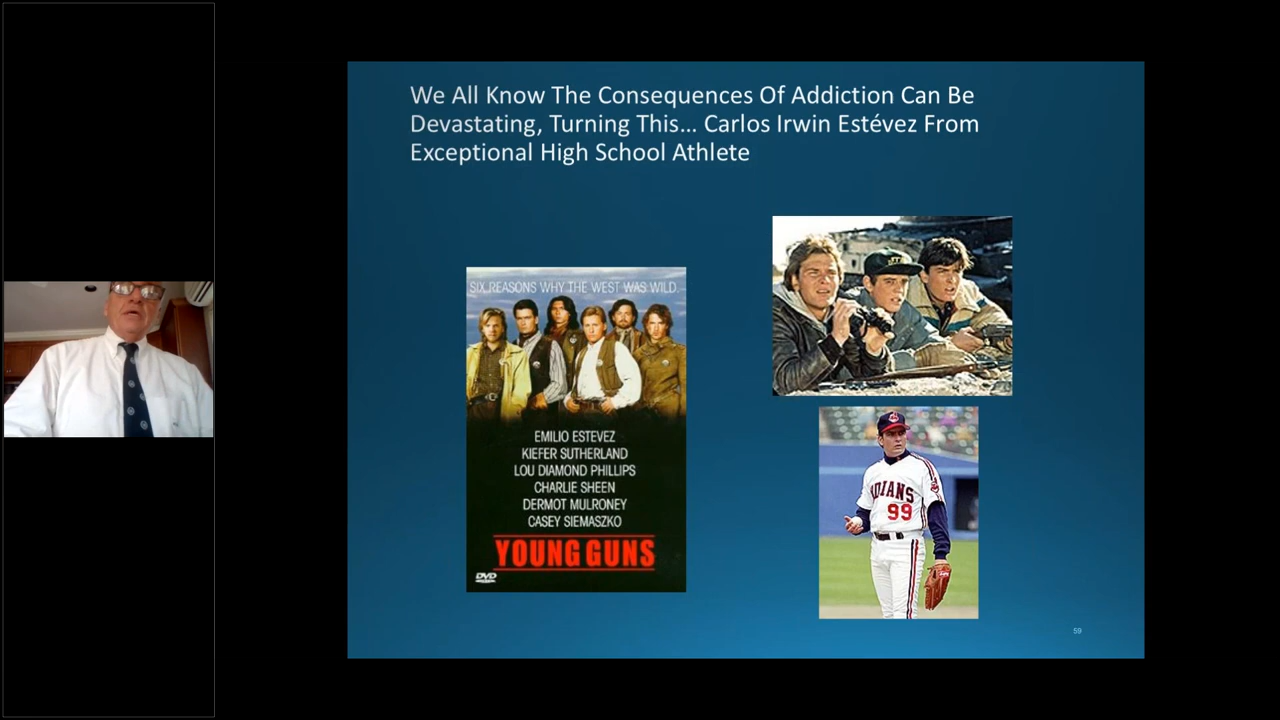 We All Know The Consequences Of Addiction Can Be
Devastating, Turning This... Carlos Irwin Estévez From
Exceptional High School Athlete
SIX REASONS WHY THE WEST WAS WILD.
EMILIO ESTEVEZ
KIEFER SUTHERLAND
LOU DIAMOND PHILLIPS
CHARLIE SHEEN
DERMOT MULRONEY
CASEY SIEMASZKO
YOUNG GUNS
DVD
99
59